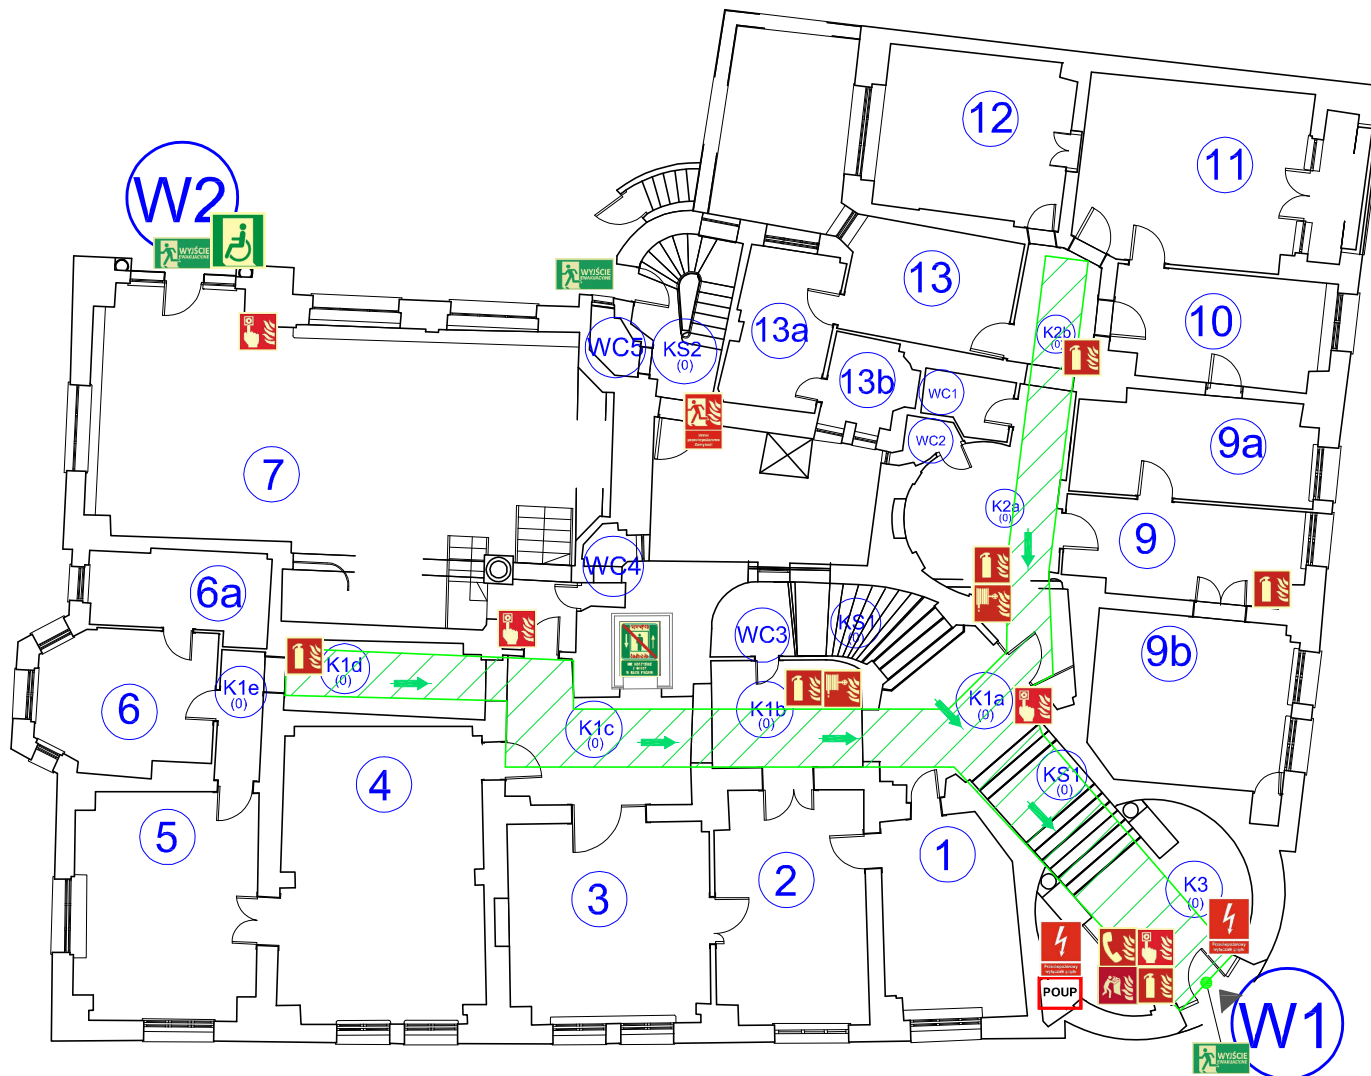 12
11
W2
WYJŚCIE
EWAKUACYJNE
WYJŚCIE
EWAKUACYJNE
13
10
K2b
(0)
13a
WC5
KS2
(0)
13b
WC1
WC2
9a
7
K2a
(0)
9
WC4
6a
KS1
(0)
WC3
9b
K1d
(0)
K1e
(0)
6
K1c
(0)
K1b
(0)
K1a
(0)
KS1
(0)
4
5
3
2
1
K3
(0)
POUP
W1
WYJŚCIE
EWAKUACYJNE